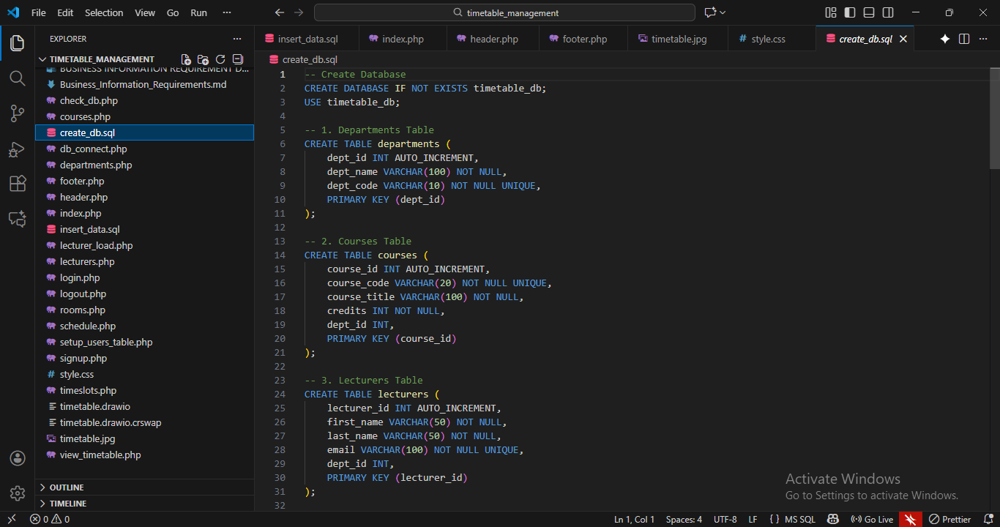 File Edit Selection View Go Run ··· timetable_management
EXPLORER ···
TIMETABLE_MANAGEMENT
BUSINESS INFORMATION REQUIREMENT D...
Business_Information_Requirements.md
check_db.php
courses.php
create_db.sql
db_connect.php
departments.php
footer.php
header.php
index.php
insert_data.sql
lecturer_load.php
lecturers.php
login.php
logout.php
rooms.php
schedule.php
setup_users_table.php
signup.php
# style.css
timeslots.php
timetable.drawio
timetable.drawio.crswap
timetable.jpg
view_timetable.php
OUTLINE
TIMELINE
insert_data.sql index.php header.php footer.php timetable.jpg # style.css create_db.sql
create_db.sql
1 -- Create Database
2 CREATE DATABASE IF NOT EXISTS timetable_db;
3 USE timetable_db;
4
5 -- 1. Departments Table
6 CREATE TABLE departments (
7 dept_id INT AUTO_INCREMENT,
8 dept_name VARCHAR(100) NOT NULL,
9 dept_code VARCHAR(10) NOT NULL UNIQUE,
10 PRIMARY KEY (dept_id)
11 );
12
13 -- 2. Courses Table
14 CREATE TABLE courses (
15 course_id INT AUTO_INCREMENT,
16 course_code VARCHAR(20) NOT NULL UNIQUE,
17 course_title VARCHAR(100) NOT NULL,
18 credits INT NOT NULL,
19 dept_id INT,
20 PRIMARY KEY (course_id)
21 );
22
23 -- 3. Lecturers Table
24 CREATE TABLE lecturers (
25 lecturer_id INT AUTO_INCREMENT,
26 first_name VARCHAR(50) NOT NULL,
27 last_name VARCHAR(50) NOT NULL,
28 email VARCHAR(100) NOT NULL UNIQUE,
29 dept_id INT,
30 PRIMARY KEY (lecturer_id)
31 );
32
Activate Windows
Go to Settings to activate Windows.
0 0 Ln 1, Col 1 Spaces: 4 UTF-8 LF {} MS SQL Go Live Prettier